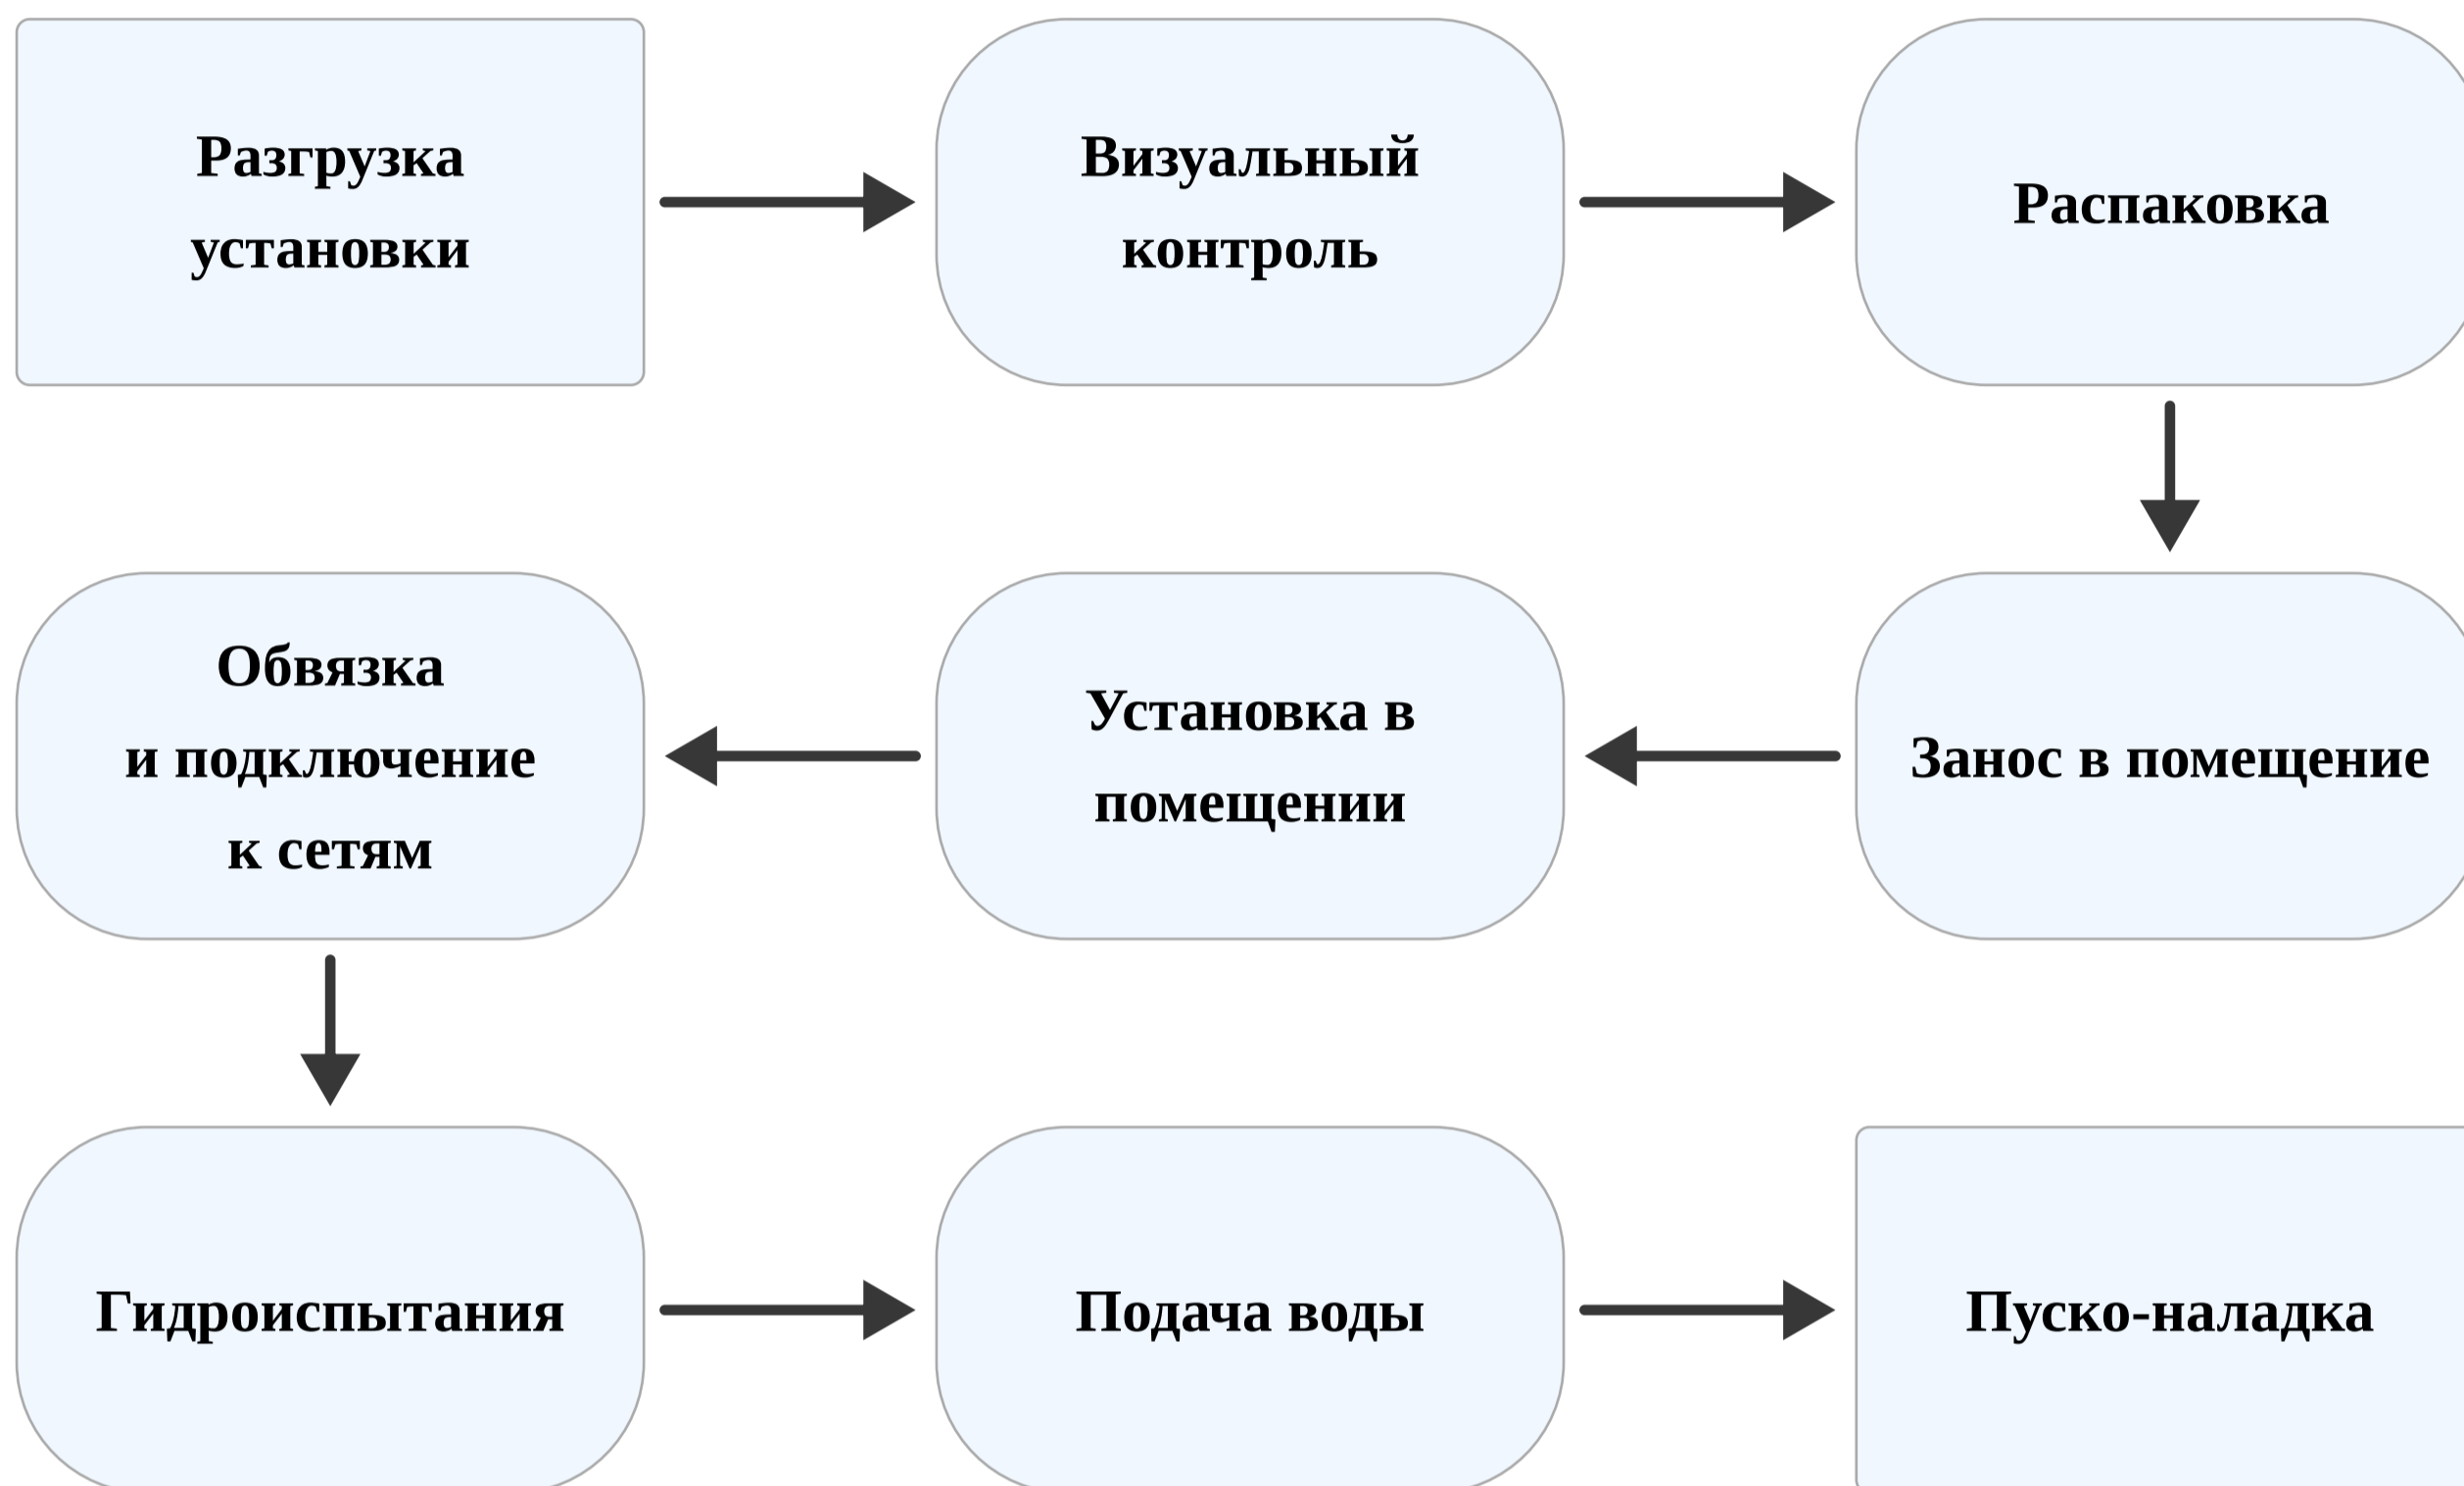 Разгрузка
установки
Визуальный
контроль
Распаковка
Занос в помещение
Установка в
помещении
Обвязка
и подключение
к сетям
Гидроиспытания
Подача воды
Пуско-наладка